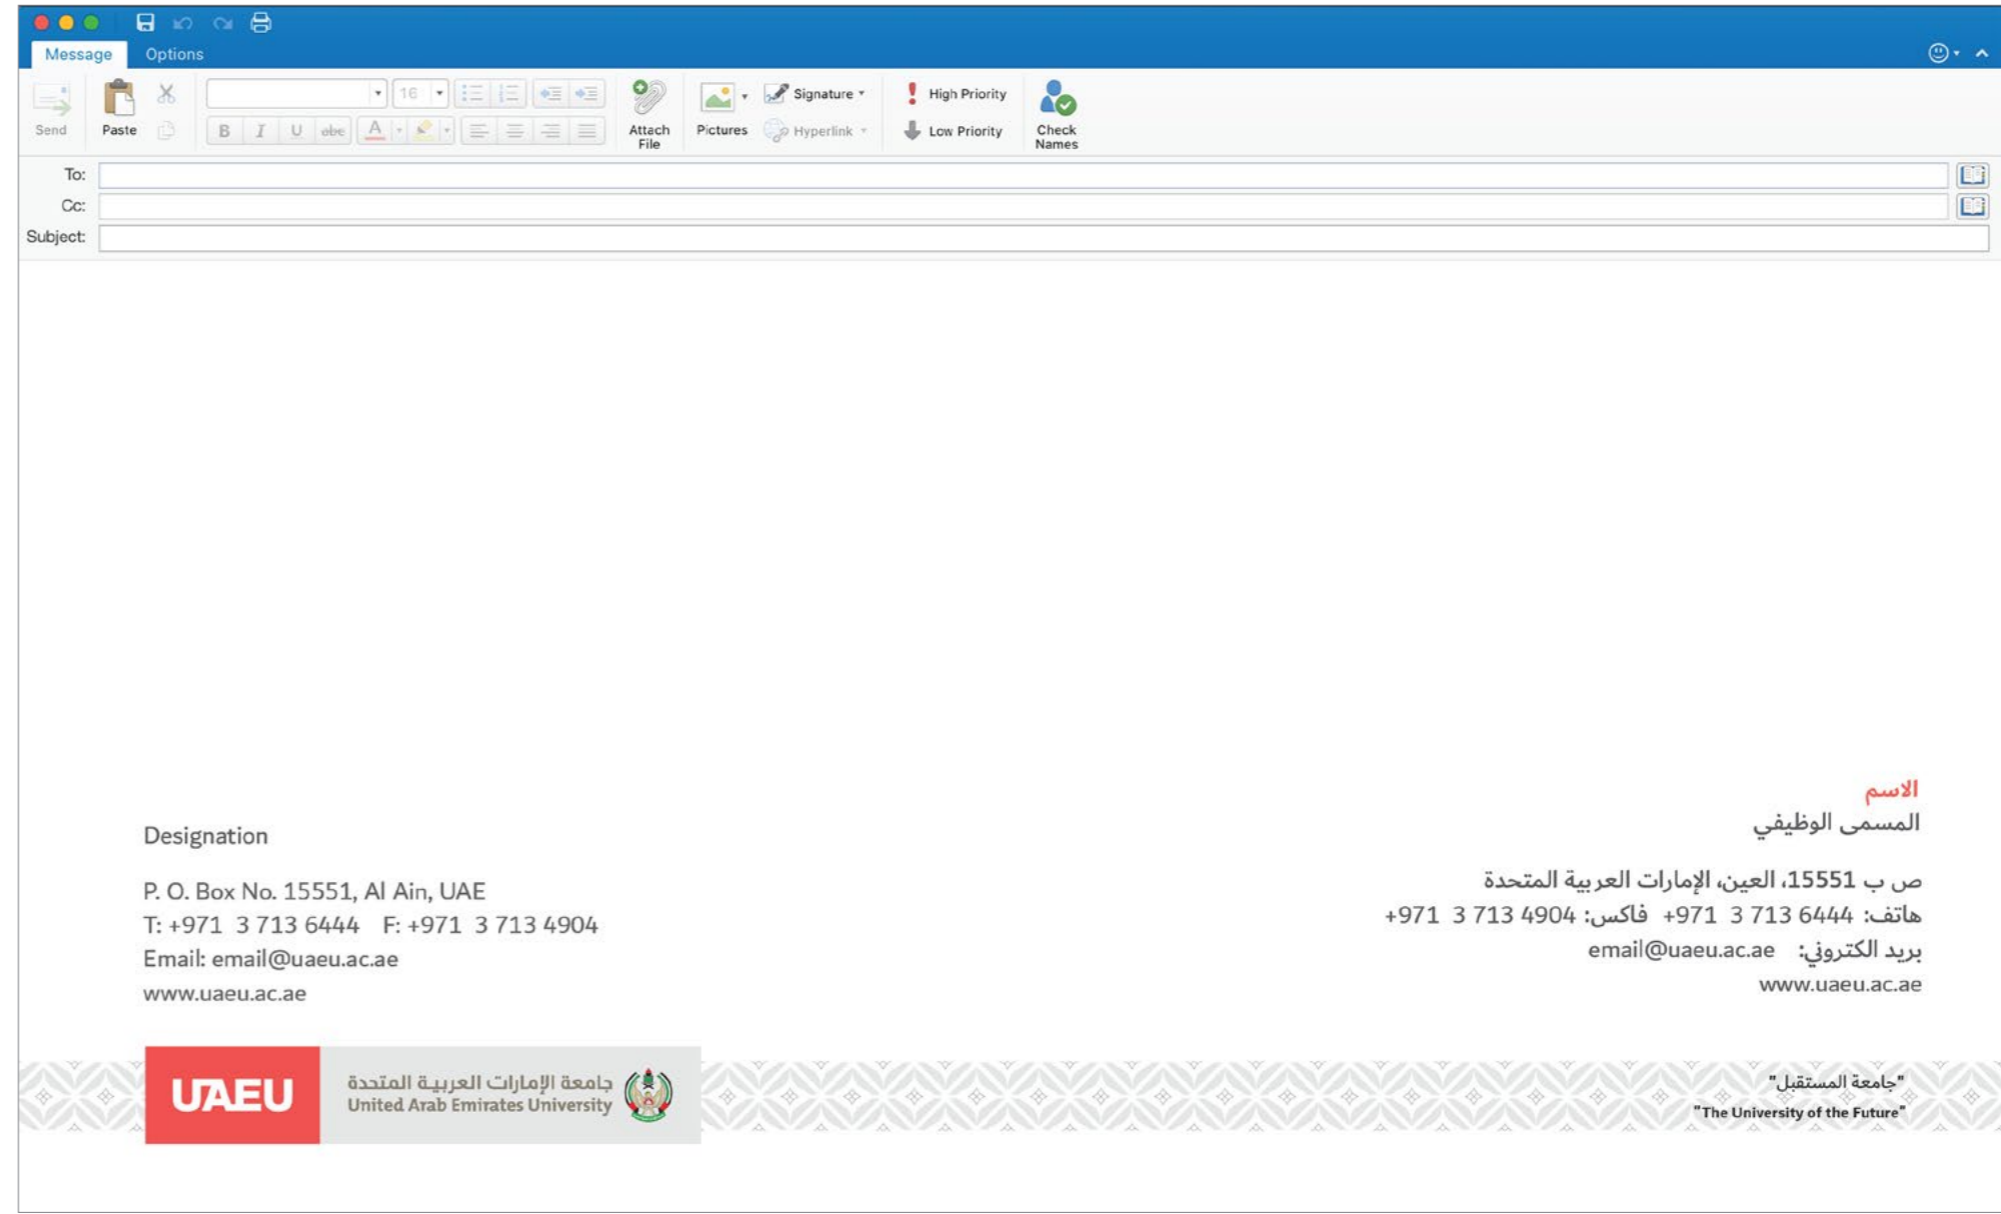 Message Options
Send
Paste
16
B I U abc A
Attach File
Pictures
Signature
Hyperlink
High Priority
Low Priority
Check Names
To:
Cc:
Subject:
Designation
P. O. Box No. 15551, Al Ain, UAE
T: +971 3 713 6444 F: +971 3 713 4904
Email: email@uaeu.ac.ae
www.uaeu.ac.ae
الاسم
المسمى الوظيفي
ص ب 15551، العين، الإمارات العربية المتحدة
هاتف: 6444 713 3 971+ فاكس: 4904 713 3 971+
بريد الكتروني: email@uaeu.ac.ae
www.uaeu.ac.ae
UAEU
جامعة الإمارات العربية المتحدة
United Arab Emirates University
"جامعة المستقبل"
"The University of the Future"